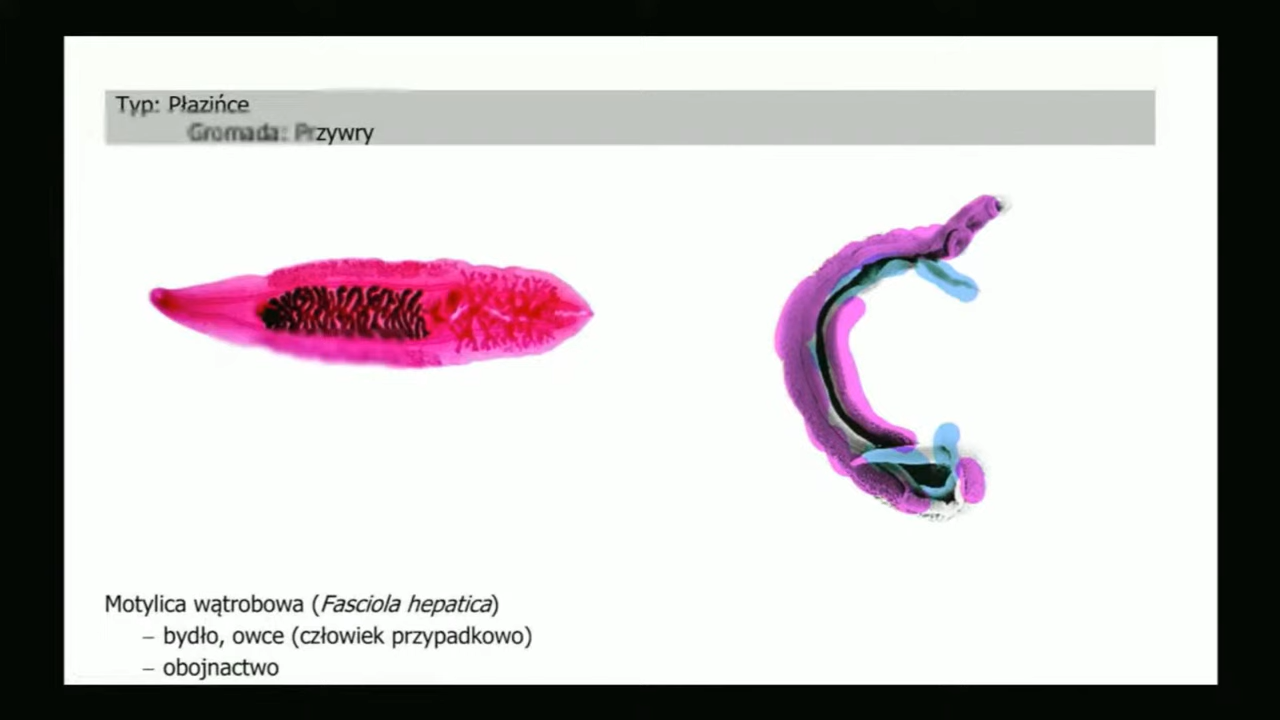 Typ: Płazińce
Gromada: Przywry
Motylica wątrobowa (Fasciola hepatica)
– bydło, owce (człowiek przypadkowo)
– obojnactwo